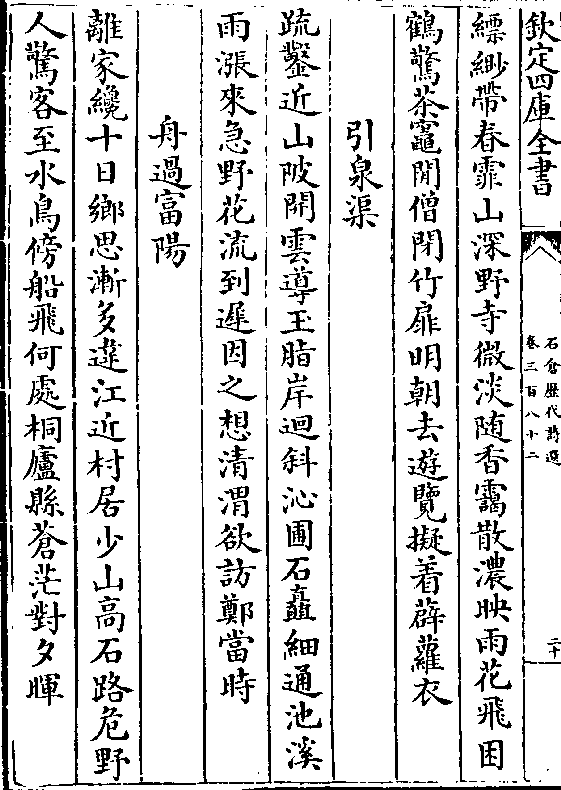 欽定四庫全書
石倉歷代詩選
卷三百八十二
二十
縹緲帶春霏山深野寺微淡随香靄散濃映雨花飛困
鶴驚茶竈閒僧閉竹扉明朝去遊覽擬着薜蘿衣
引泉渠
疏鑿近山陂開雲導玉脂岸迴斜沁圃石矗細通池溪
雨漲來急野花流到遲因之想清渭欲訪鄭當時
舟過富陽
離家纔十日鄉思漸多違江近村居少山高石路危野
人驚客至水鳥傍船飛何處桐廬縣蒼茫對夕暉